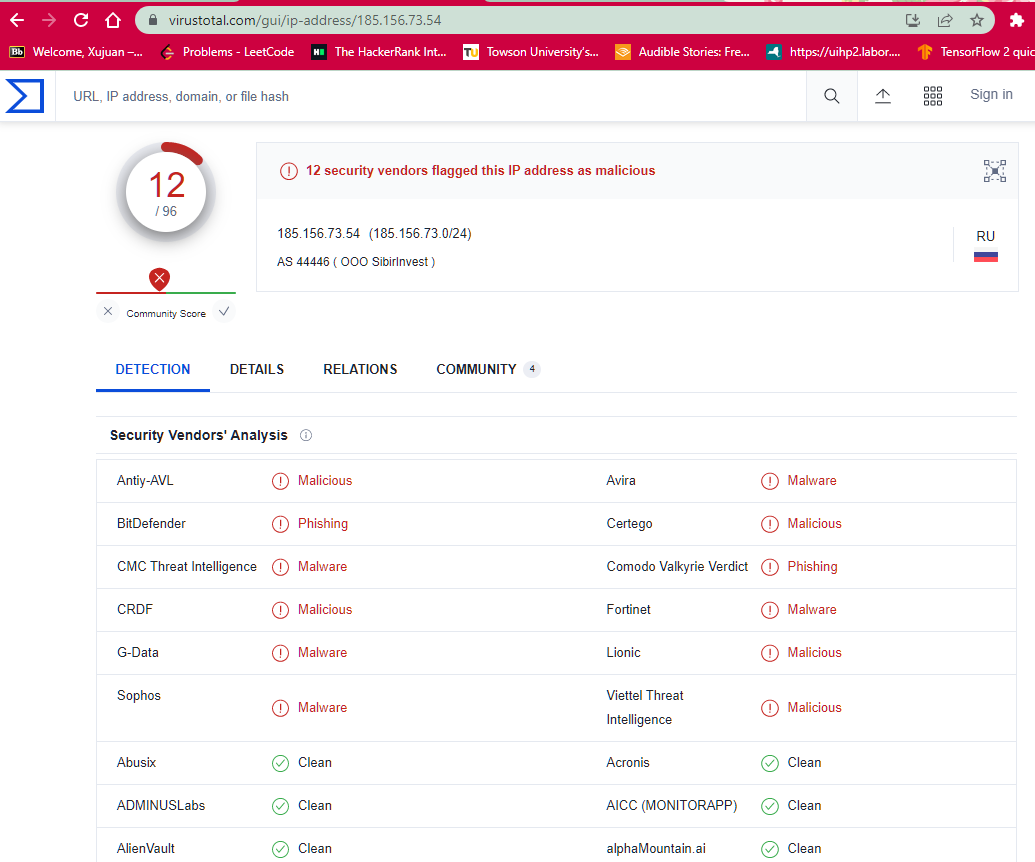 virustotal.com/gui/ip-address/185.156.73.54
Bb Welcome, Xujuan –... Problems - LeetCode H The HackerRank Int... TU Towson University's... Audible Stories: Fre... https://uihp2.labor.... TensorFlow 2 quic
URL, IP address, domain, or file hash Sign in
12
/ 96
12 security vendors flagged this IP address as malicious
185.156.73.54 (185.156.73.0/24)
AS 44446 ( OOO SibirInvest )
RU
Community Score
DETECTION DETAILS RELATIONS COMMUNITY 4
Security Vendors' Analysis
Antiy-AVL Malicious Avira Malware
BitDefender Phishing Certego Malicious
CMC Threat Intelligence Malware Comodo Valkyrie Verdict Phishing
CRDF Malicious Fortinet Malware
G-Data Malware Lionic Malicious
Sophos Malware Viettel Threat Intelligence Malicious
Abusix Clean Acronis Clean
ADMINUSLabs Clean AICC (MONITORAPP) Clean
AlienVault Clean alphaMountain.ai Clean